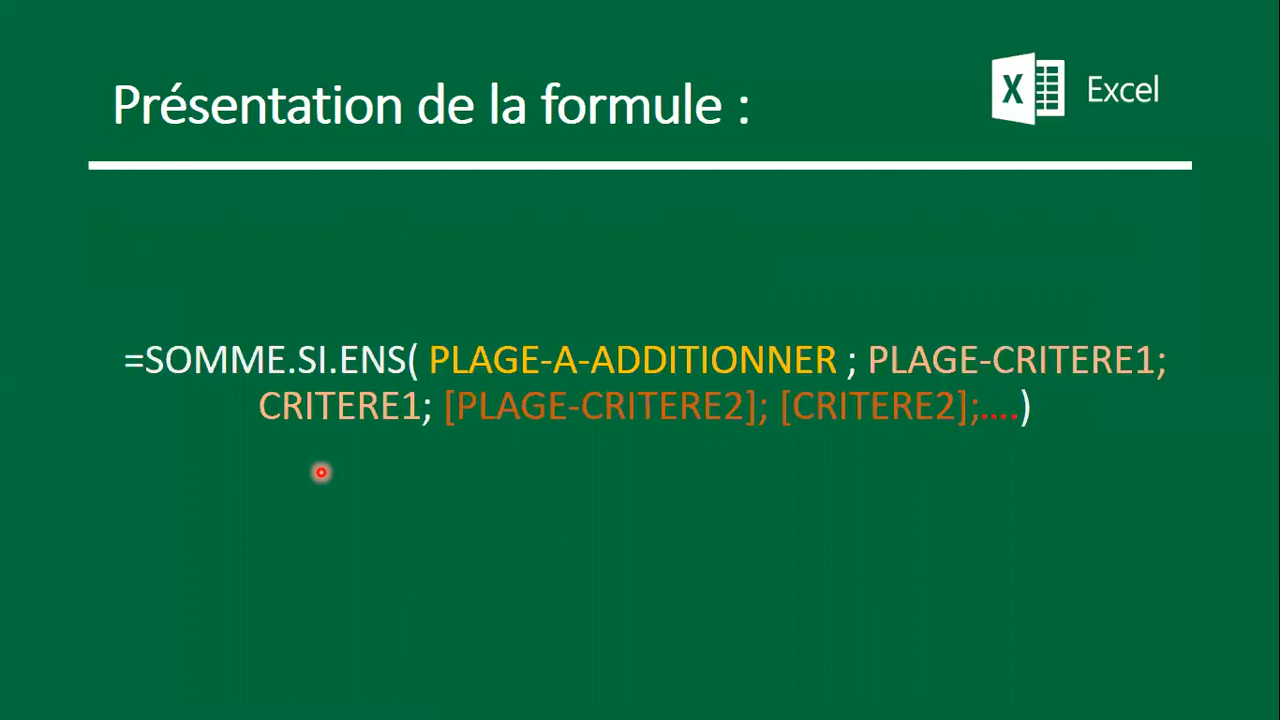 Présentation de la formule :
X Excel
=SOMME.SI.ENS( PLAGE-A-ADDITIONNER ; PLAGE-CRITERE1;
CRITERE1; [PLAGE-CRITERE2]; [CRITERE2];....)